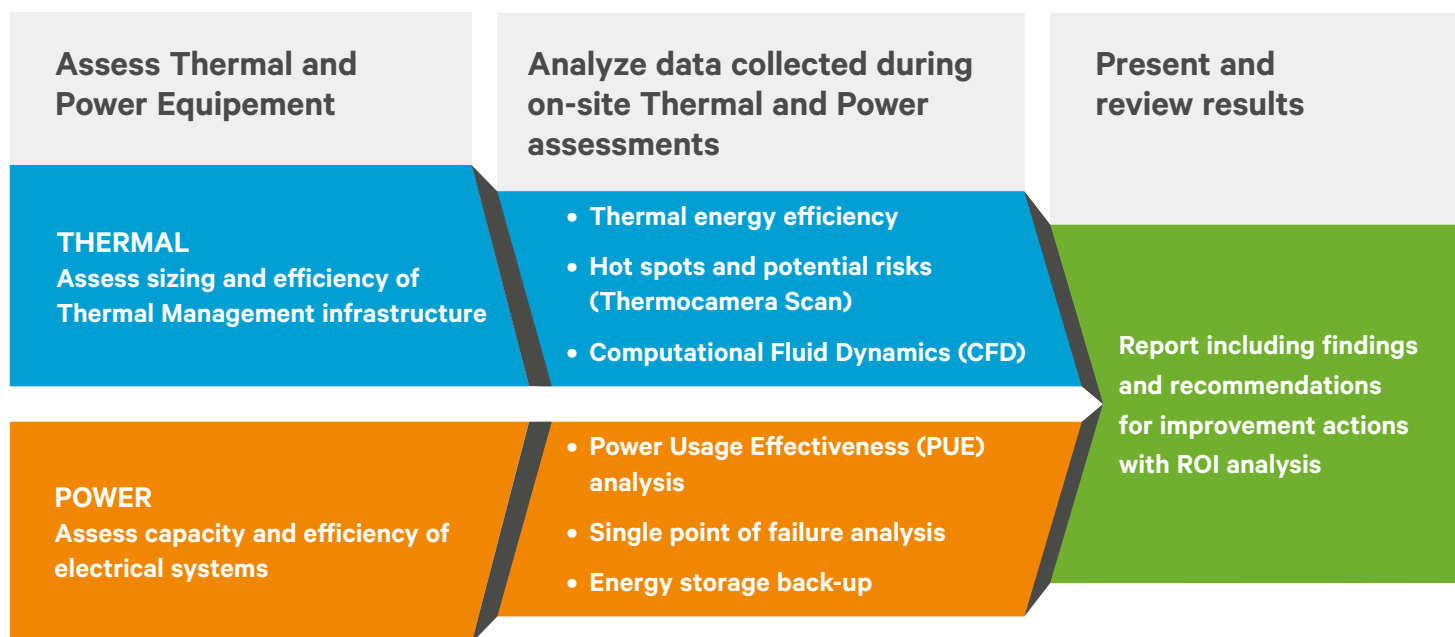 Assess Thermal and
Power Equipement
Analyze data collected during
on-site Thermal and Power
assessments
Present and
review results
THERMAL
Assess sizing and efficiency of
Thermal Management infrastructure
• Thermal energy efficiency
• Hot spots and potential risks
(Thermocamera Scan)
• Computational Fluid Dynamics (CFD)
POWER
Assess capacity and efficiency of
electrical systems
• Power Usage Effectiveness (PUE)
analysis
• Single point of failure analysis
• Energy storage back-up
Report including findings
and recommendations
for improvement actions
with ROI analysis